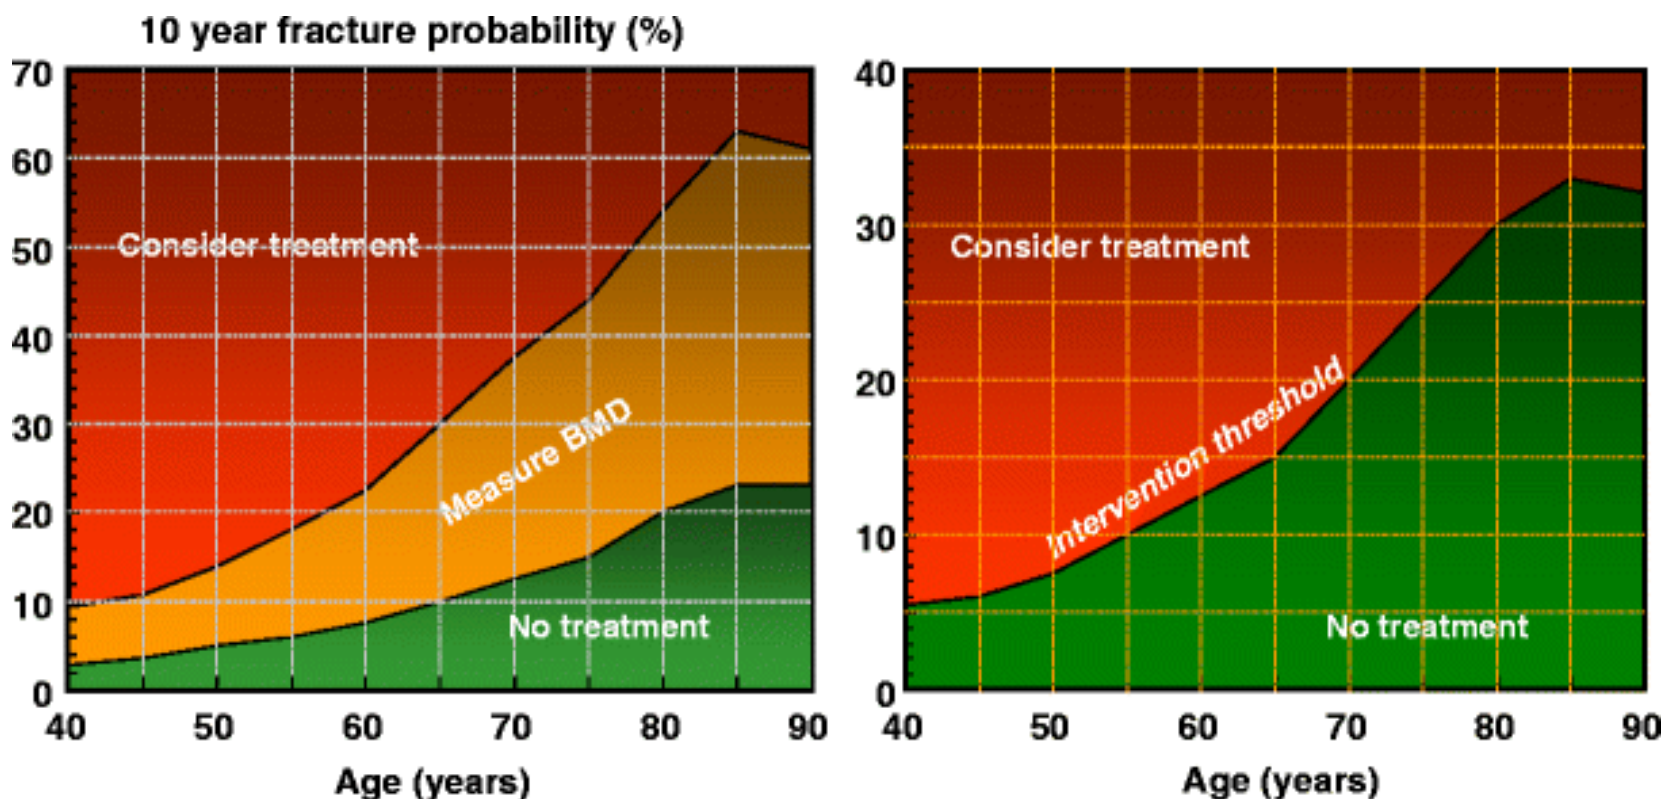 10 year fracture probability (%)
70
60
50
40
30
20
10
0
Consider treatment
Measure BMD
No treatment
40 50 60 70 80 90
Age (years)
40
30
20
10
0
Consider treatment
Intervention threshold
No treatment
40 50 60 70 80 90
Age (years)